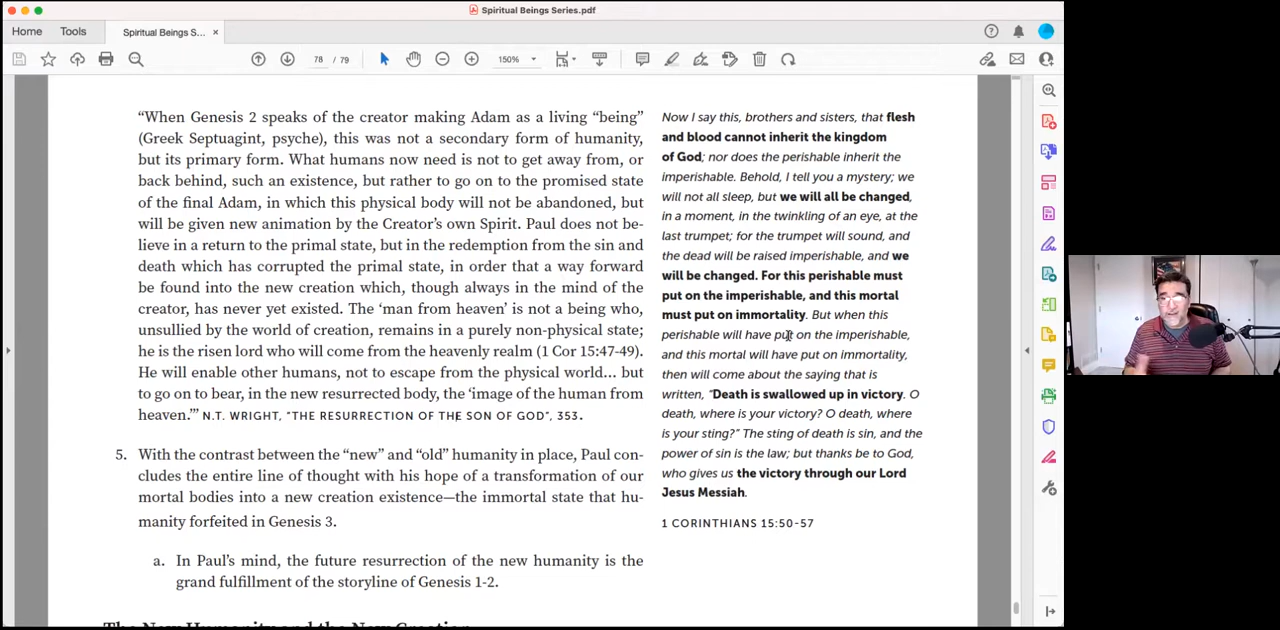 Spiritual Beings Series.pdf
Home
Tools
Spiritual Beings S...
×
78 / 79
150%
“When Genesis 2 speaks of the creator making Adam as a living “being”
(Greek Septuagint, psyche), this was not a secondary form of humanity,
but its primary form. What humans now need is not to get away from, or
back behind, such an existence, but rather to go on to the promised state
of the final Adam, in which this physical body will not be abandoned, but
will be given new animation by the Creator’s own Spirit. Paul does not be-
lieve in a return to the primal state, but in the redemption from the sin and
death which has corrupted the primal state, in order that a way forward
be found into the new creation which, though always in the mind of the
creator, has never yet existed. The ‘man from heaven’ is not a being who,
unsullied by the world of creation, remains in a purely non-physical state;
he is the risen lord who will come from the heavenly realm (1 Cor 15:47-49).
He will enable other humans, not to escape from the physical world... but
to go on to bear, in the new resurrected body, the ‘image of the human from
heaven.’” N.T. WRIGHT, “THE RESURRECTION OF THE SON OF GOD”, 353.
5. With the contrast between the “new” and “old” humanity in place, Paul con-
cludes the entire line of thought with his hope of a transformation of our
mortal bodies into a new creation existence—the immortal state that hu-
manity forfeited in Genesis 3.
a. In Paul’s mind, the future resurrection of the new humanity is the
grand fulfillment of the storyline of Genesis 1-2.
Now I say this, brothers and sisters, that flesh
and blood cannot inherit the kingdom
of God; nor does the perishable inherit the
imperishable. Behold, I tell you a mystery; we
will not all sleep, but we will all be changed,
in a moment, in the twinkling of an eye, at the
last trumpet; for the trumpet will sound, and
the dead will be raised imperishable, and we
will be changed. For this perishable must
put on the imperishable, and this mortal
must put on immortality. But when this
perishable will have put on the imperishable,
and this mortal will have put on immortality,
then will come about the saying that is
written, “Death is swallowed up in victory. O
death, where is your victory? O death, where
is your sting?” The sting of death is sin, and the
power of sin is the law; but thanks be to God,
who gives us the victory through our Lord
Jesus Messiah.
1 CORINTHIANS 15:50-57
The New Humanity and the New Creation